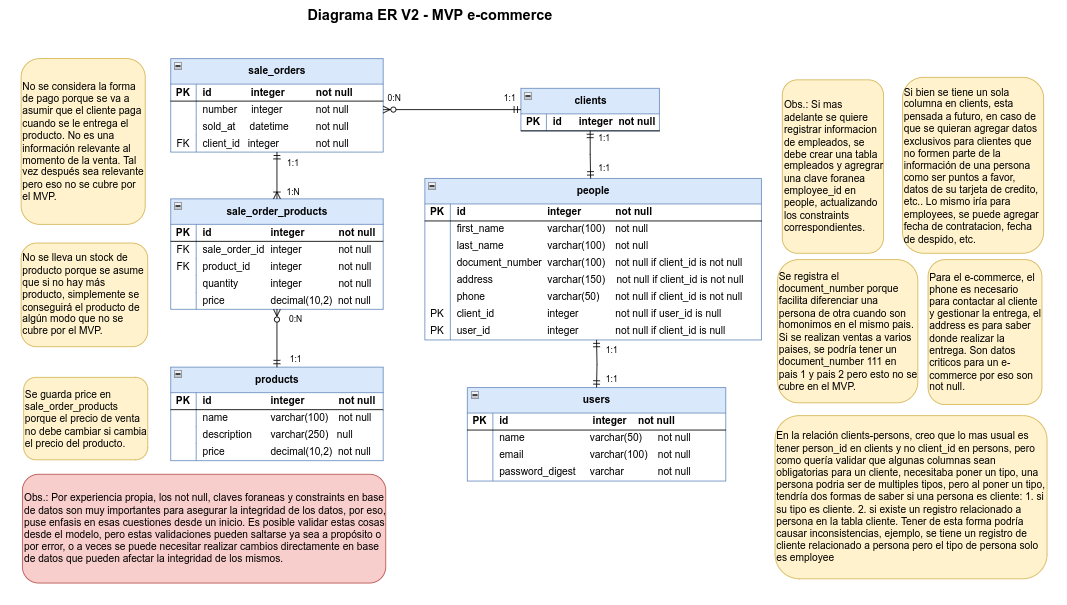 Diagrama ER V2 - MVP e-commerce
No se considera la forma
de pago porque se va a
asumir que el cliente paga
cuando se le entrega el
producto. No es una
información relevante al
momento de la venta. Tal
vez después sea relevante
pero eso no se cubre por
el MVP.
No se lleva un stock de
producto porque se asume
que si no hay más
producto, simplemente se
conseguirá el producto de
algún modo que no se
cubre por el MVP.
Se guarda price en
sale_order_products
porque el precio de venta
no debe cambiar si cambia
el precio del producto.
sale_orders
PK id integer not null
number integer not null
sold_at datetime not null
FK client_id integer not null
0:N 1:1
1:1
1:N
sale_order_products
PK id integer not null
FK sale_order_id integer not null
FK product_id integer not null
quantity integer not null
price decimal(10,2) not null
0:N
1:1
products
PK id integer not null
name varchar(100) not null
description varchar(250) null
price decimal(10,2) not null
clients
PK id integer not null
1:1
1:1
people
PK id integer not null
first_name varchar(100) not null
last_name varchar(100) not null
document_number varchar(100) not null if client_id is not null
address varchar(150) not null if client_id is not null
phone varchar(50) not null if client_id is not null
PK client_id integer not null if user_id is null
PK user_id integer not null if client_id is null
1:1
1:1
users
PK id integer not null
name varchar(50) not null
email varchar(100) not null
password_digest varchar not null
Obs.: Si mas
adelante se quiere
registrar informacion
de empleados, se
debe crear una tabla
empleados y agregrar
una clave foranea
employee_id en
people, actualizando
los constraints
correspondientes.
Si bien se tiene un sola
columna en clients, esta
pensada a futuro, en caso de
que se quieran agregar datos
exclusivos para clientes que
no formen parte de la
información de una persona
como ser puntos a favor,
datos de su tarjeta de credito,
etc.. Lo mismo iría para
employees, se puede agregar
fecha de contratacion, fecha
de despido, etc.
Se registra el
document_number porque
facilita diferenciar una
persona de otra cuando son
homonimos en el mismo pais.
Si se realizan ventas a varios
paises, se podría tener un
document_number 111 en
pais 1 y pais 2 pero esto no se
cubre en el MVP.
Para el e-commerce, el
phone es necesario
para contactar al cliente
y gestionar la entrega, el
address es para saber
donde realizar la
entrega. Son datos
criticos para un e-
commerce por eso son
not null.
En la relación clients-persons, creo que lo mas usual es
tener person_id en clients y no client_id en persons, pero
como quería validar que algunas columnas sean
obligatorias para un cliente, necesitaba poner un tipo, una
persona podria ser de multiples tipos, pero al poner un tipo,
tendría dos formas de saber si una persona es cliente: 1. si
su tipo es cliente. 2. si existe un registro relacionado a
persona en la tabla cliente. Tener de esta forma podría
causar inconsistencias, ejemplo, se tiene un registro de
cliente relacionado a persona pero el tipo de persona solo
es employee
Obs.: Por experiencia propia, los not null, claves foraneas y constraints en base
de datos son muy importantes para asegurar la integridad de los datos, por eso,
puse enfasis en esas cuestiones desde un inicio. Es posible validar estas cosas
desde el modelo, pero estas validaciones pueden saltarse ya sea a propósito o
por error, o a veces se puede necesitar realizar cambios directamente en base
de datos que pueden afectar la integridad de los mismos.